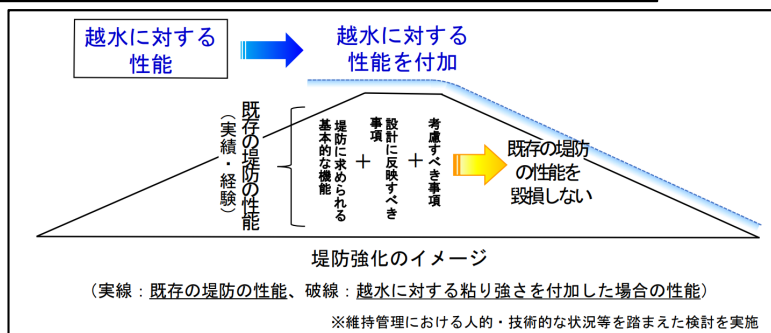 越水に対する
性能
越水に対する
性能を付加
既存の堤防の性能
（実績・経験）
堤防に求められる
基本的な機能
＋
設計に反映すべき
事項
＋
考慮すべき事項
既存の堤防
の性能を
毀損しない
堤防強化のイメージ
（実線：既存の堤防の性能、破線：越水に対する粘り強さを付加した場合の性能）
※維持管理における人的・技術的な状況等を踏まえた検討を実施